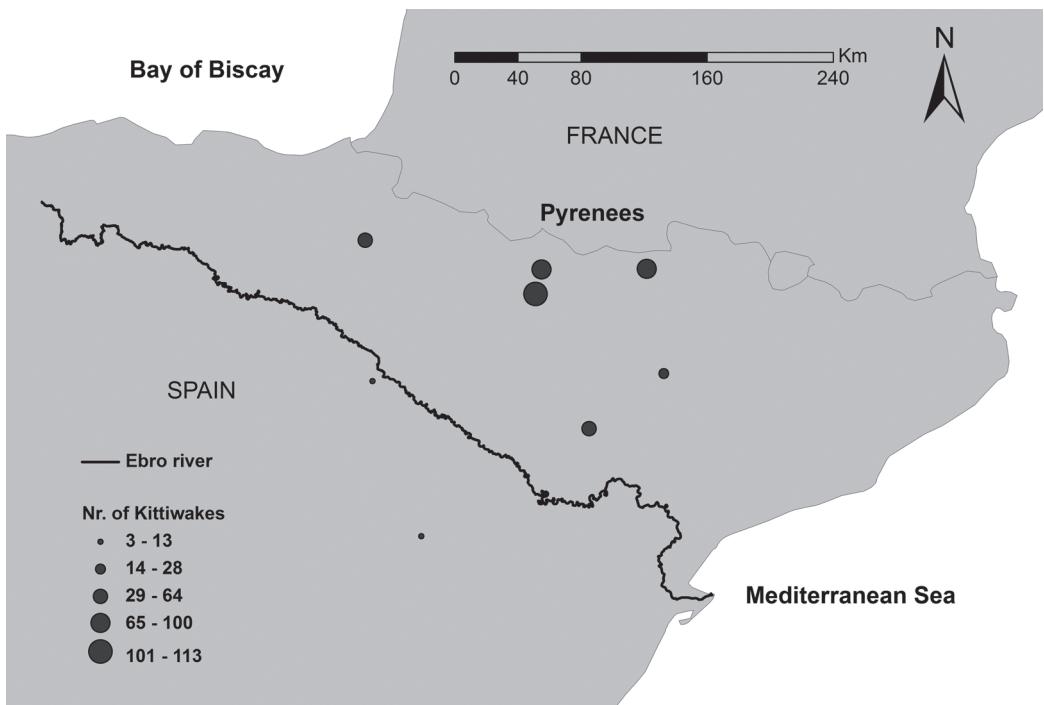 Bay of Biscay
N
Km
0 40 80 160 240
FRANCE
Pyrenees
SPAIN
Ebro river
Nr. of Kittiwakes
3 - 13
14 - 28
29 - 64
65 - 100
101 - 113
Mediterranean Sea